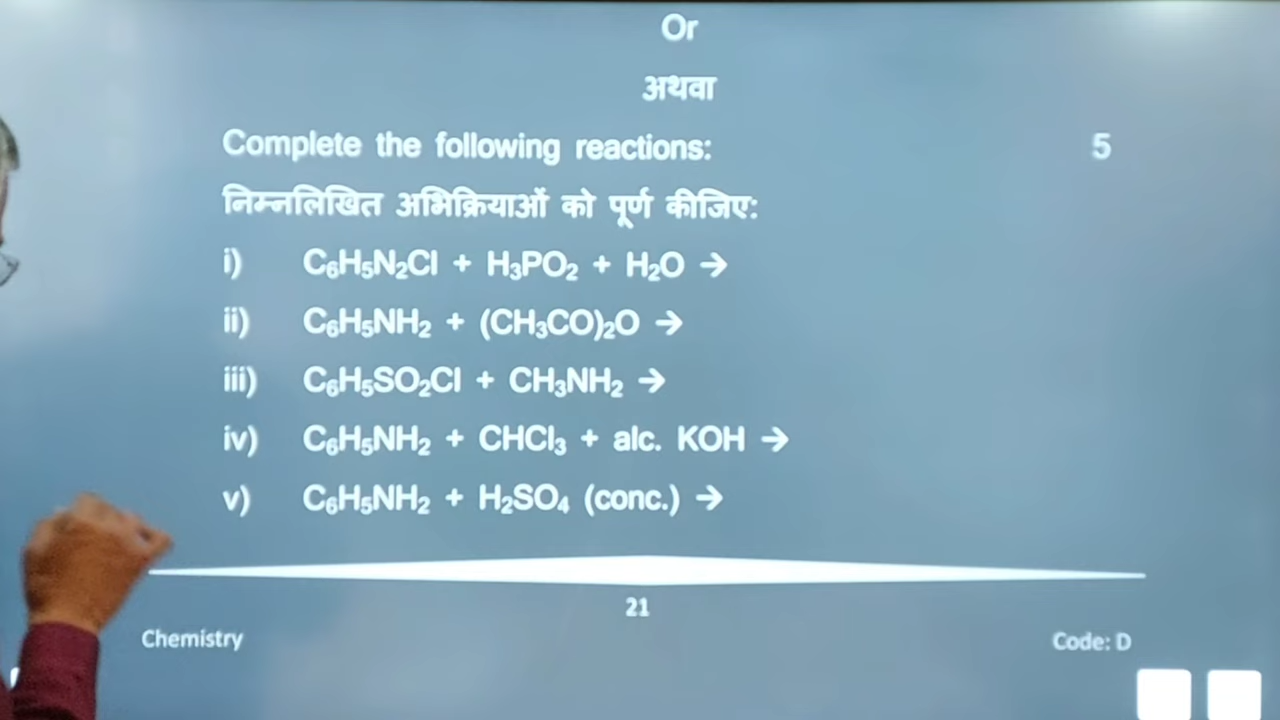 Or
अथवा
Complete the following reactions: 5
निम्नलिखित अभिक्रियाओं को पूर्ण कीजिए:
i) C₆H₅N₂Cl + H₃PO₂ + H₂O →
ii) C₆H₅NH₂ + (CH₃CO)₂O →
iii) C₆H₅SO₂Cl + CH₃NH₂ →
iv) C₆H₅NH₂ + CHCl₃ + alc. KOH →
v) C₆H₅NH₂ + H₂SO₄ (conc.) →
21
Chemistry Code: D